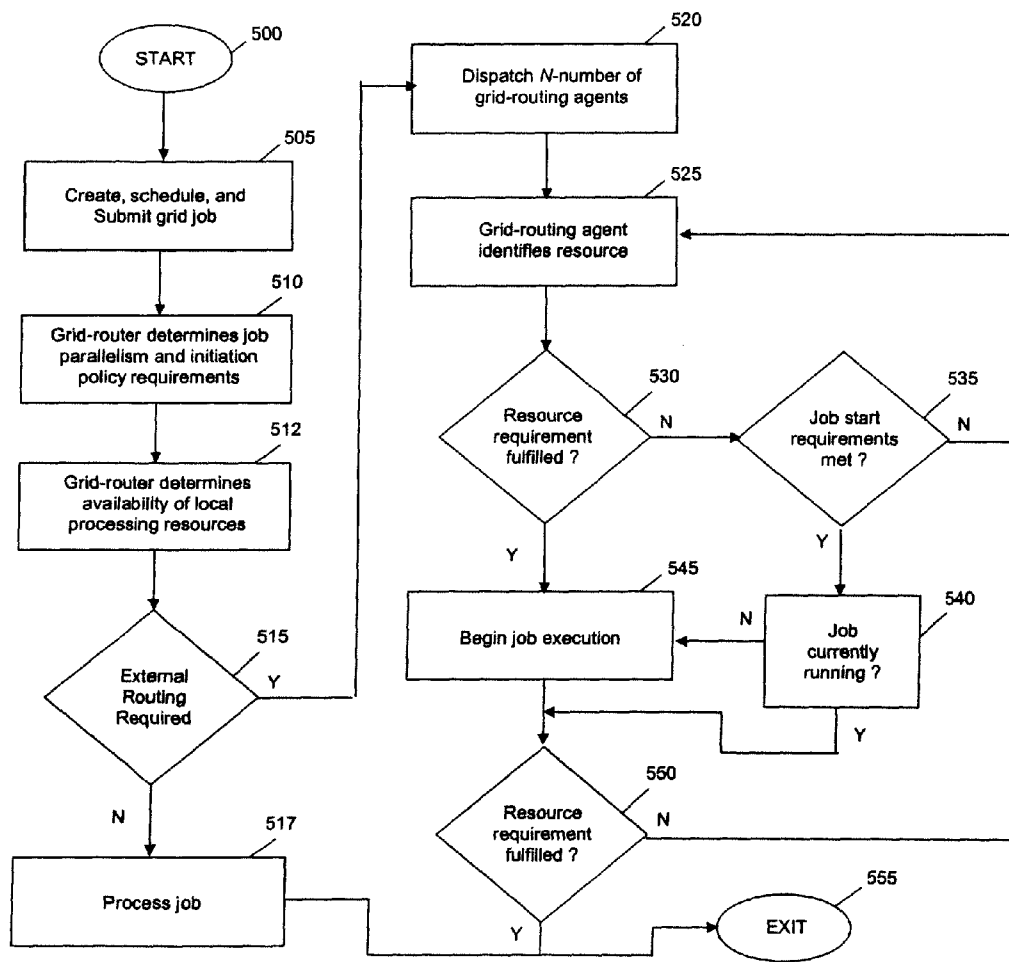 START
500
505
Create, schedule, and
Submit grid job
510
Grid-router determines job
parallelism and initiation
policy requirements
512
Grid-router determines
availability of local
processing resources
515
External
Routing
Required
Y
N
517
Process job
520
Dispatch N-number of
grid-routing agents
525
Grid-routing agent
identifies resource
530
Resource
requirement
fulfilled ?
N
Y
535
Job start
requirements
met ?
N
Y
540
Job
currently
running ?
N
Y
545
Begin job execution
550
Resource
requirement
fulfilled ?
N
Y
555
EXIT